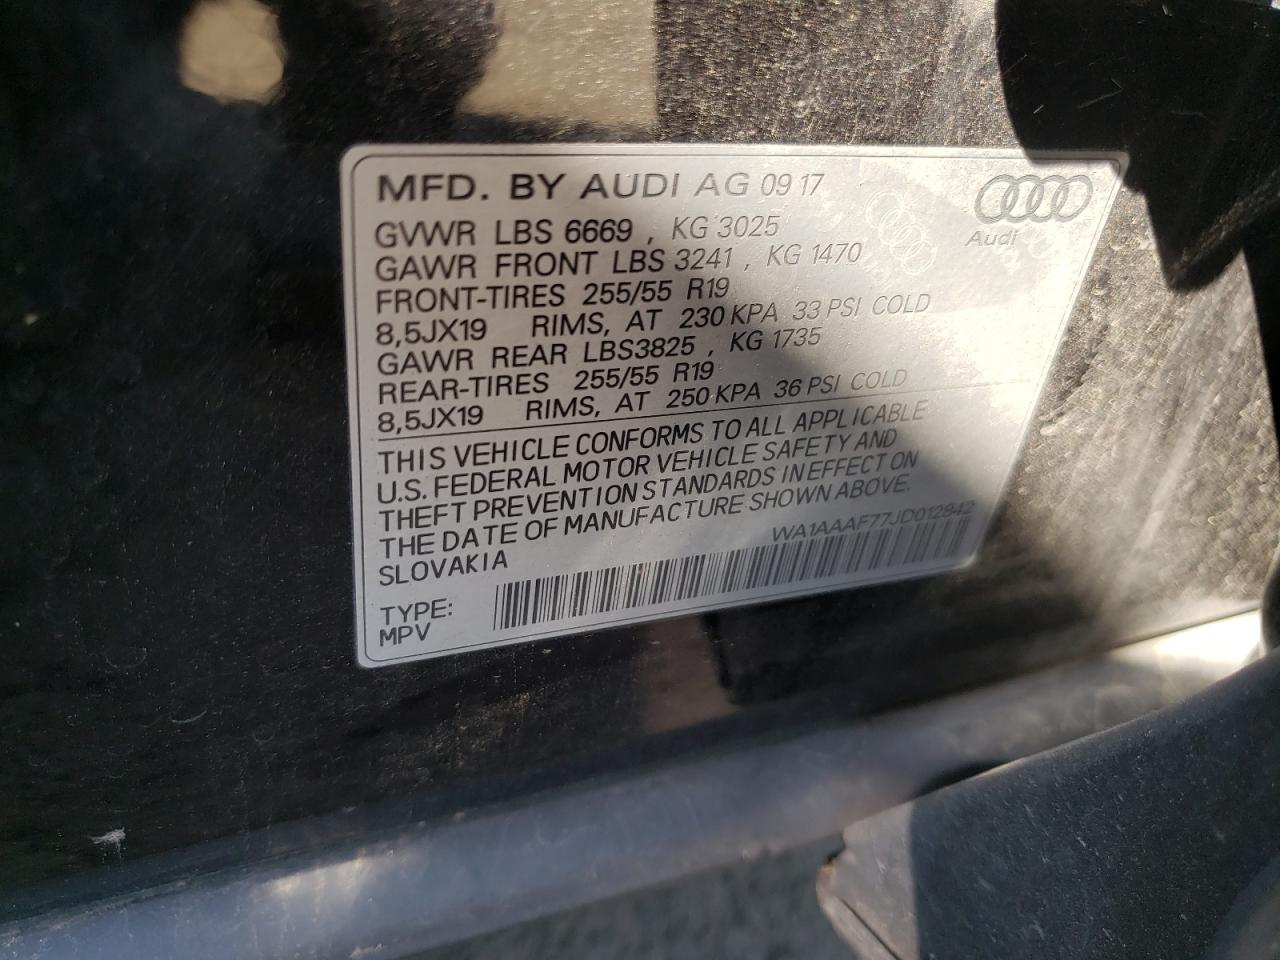 MFD. BY AUDI AG 09 17
GVWR LBS 6669 , KG 3025
GAWR FRONT LBS 3241 , KG 1470
FRONT-TIRES 255/55 R19
8,5JX19 RIMS, AT 230 KPA 33 PSI COLD
GAWR REAR LBS3825 , KG 1735
REAR-TIRES 255/55 R19
8,5JX19 RIMS, AT 250 KPA 36 PSI COLD
Audi
THIS VEHICLE CONFORMS TO ALL APPLICABLE
U.S. FEDERAL MOTOR VEHICLE SAFETY AND
THEFT PREVENTION STANDARDS IN EFFECT ON
THE DATE OF MANUFACTURE SHOWN ABOVE.
SLOVAKIA
WA1AAAF77JD012842
TYPE:
MPV